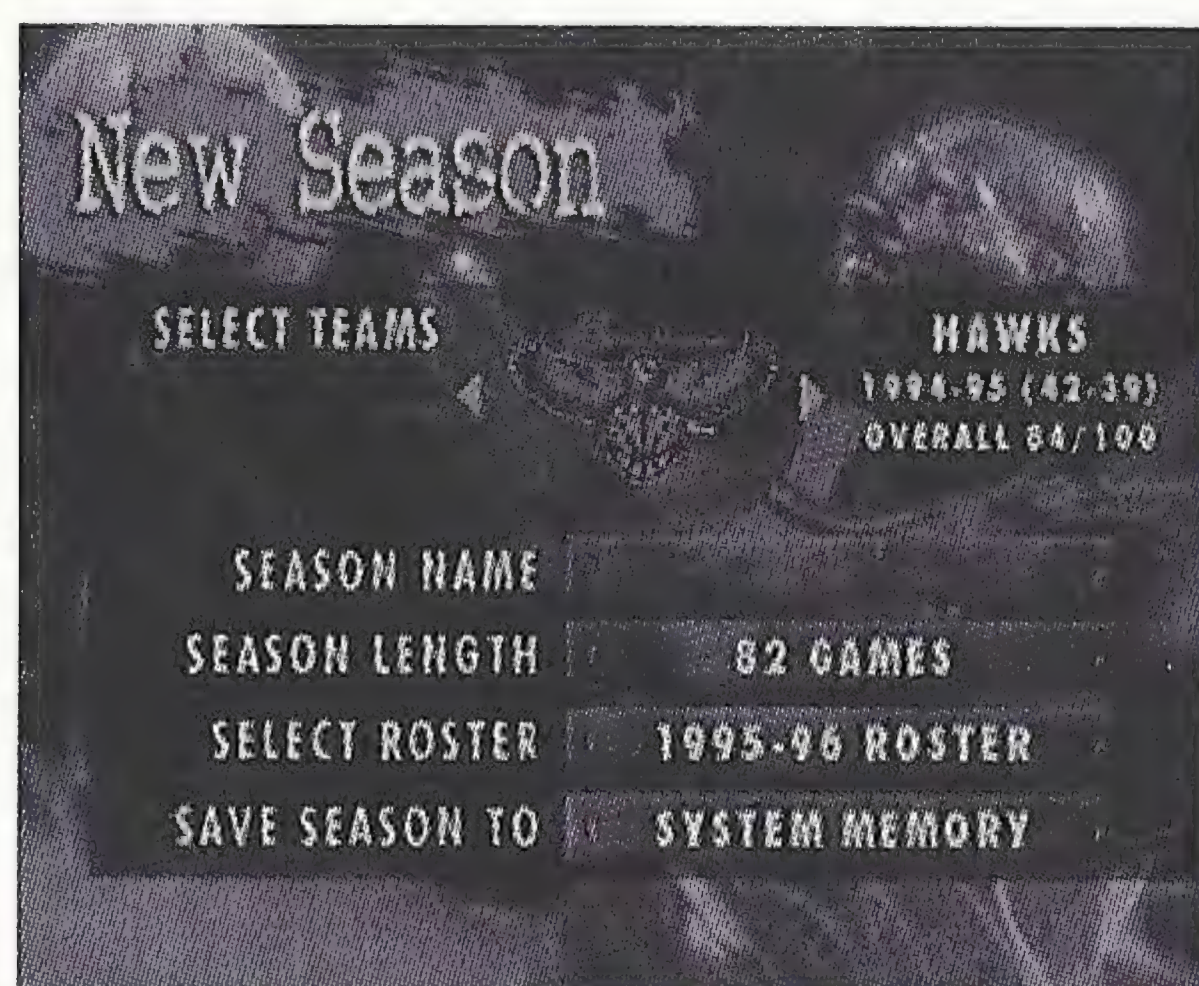 New Season
SELECT TEAMS
HAWKS
1994-95 (42-39)
OVERALL 84/100
SEASON NAME
SEASON LENGTH 82 GAMES
SELECT ROSTER 1995-96 ROSTER
SAVE SEASON TO SYSTEM MEMORY